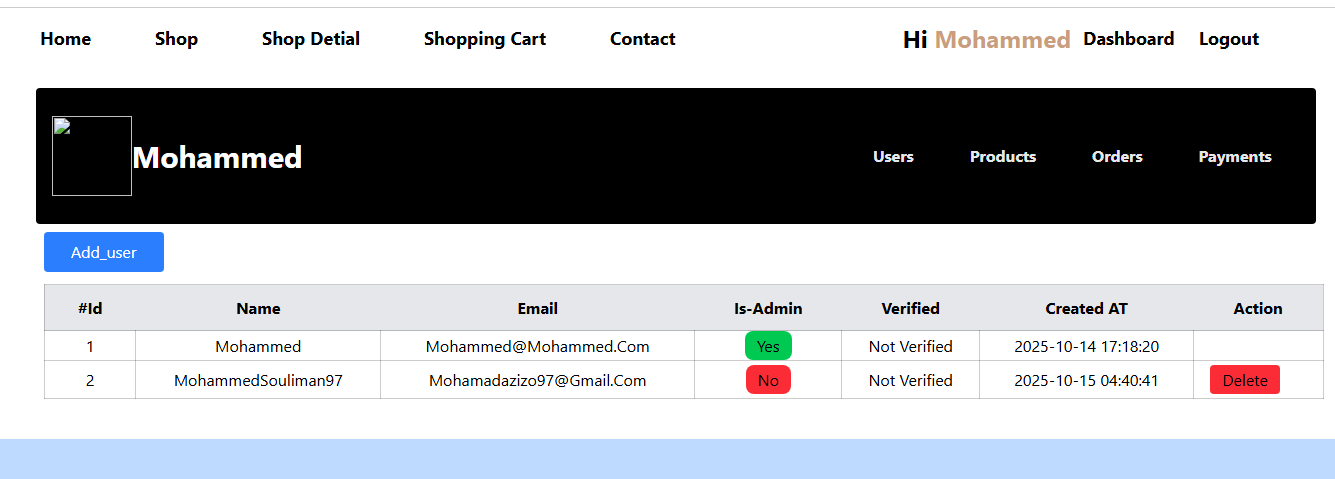 Home Shop Shop Detial Shopping Cart Contact Hi Mohammed Dashboard Logout
Mohammed Users Products Orders Payments
Add_user
#Id Name Email Is-Admin Verified Created AT Action
1 Mohammed Mohammed@Mohammed.Com Yes Not Verified 2025-10-14 17:18:20
2 MohammedSouliman97 Mohamadazizo97@Gmail.Com No Not Verified 2025-10-15 04:40:41 Delete